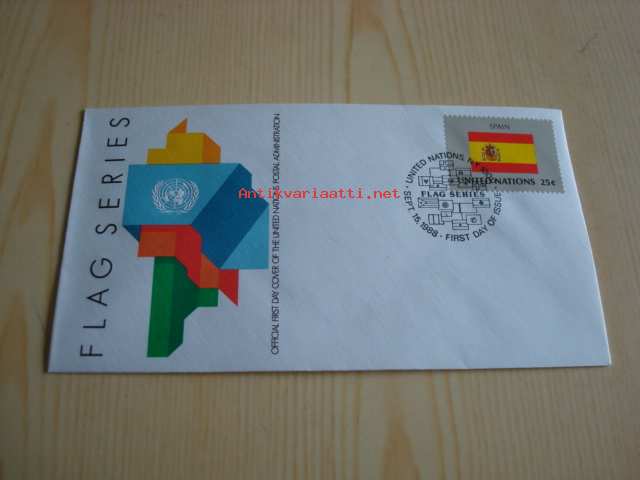 FLAG SERIES
OFFICIAL FIRST DAY COVER OF THE UNITED NATIONS POSTAL ADMINISTRATION
Antikvariaatti.net
SPAIN
UNITED NATIONS 25¢
UNITED NATIONS, N.Y.
FLAG SERIES
SEPT. 15, 1988 - FIRST DAY OF ISSUE